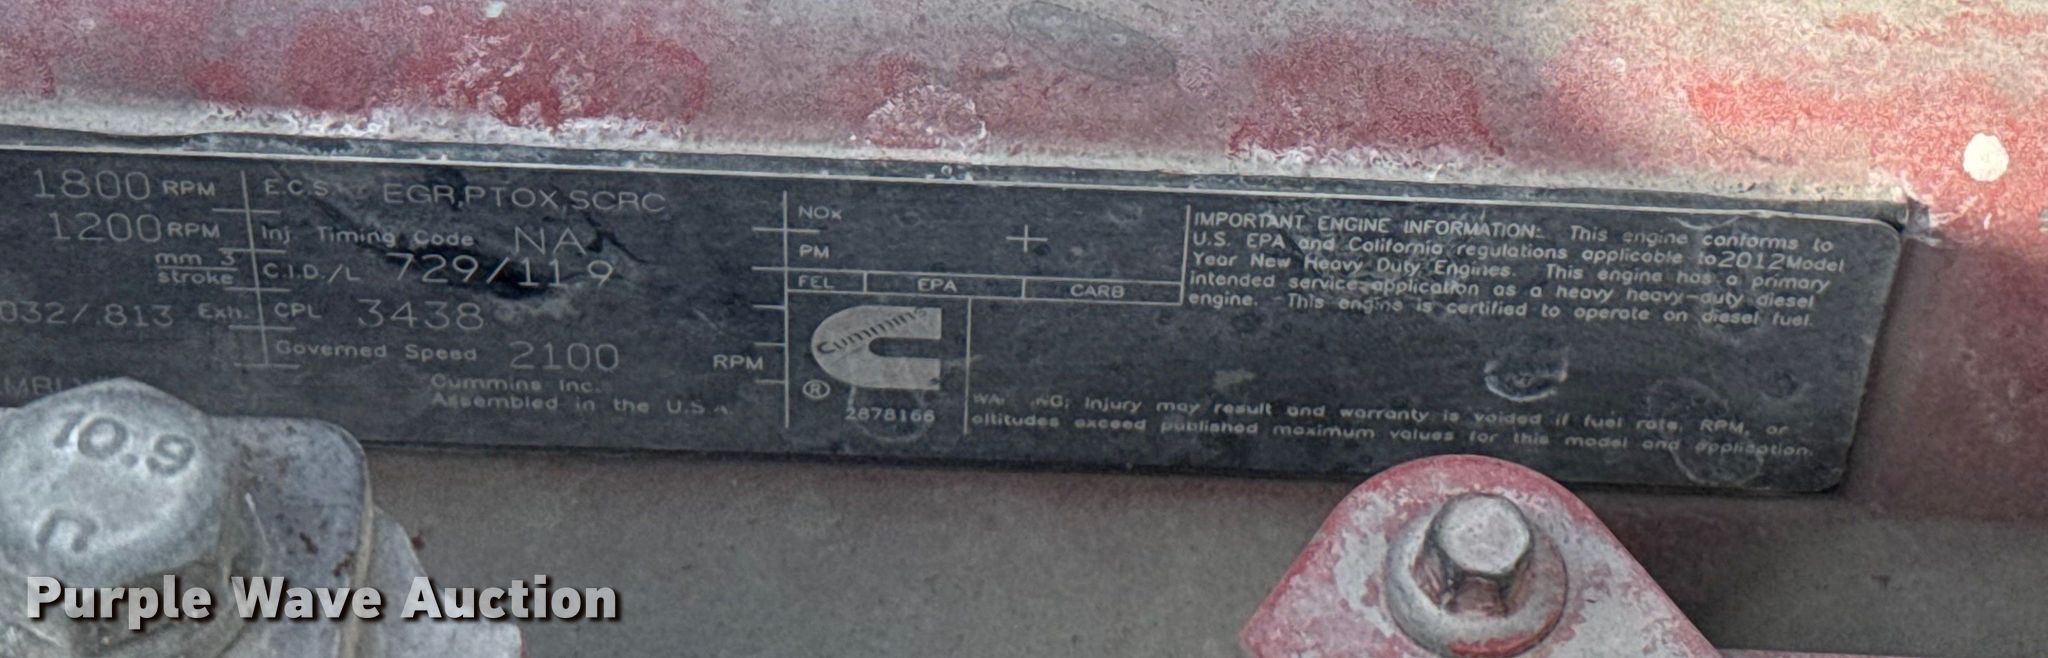 1800 RPM
1200 RPM
mm 3
stroke
032/.813 Exh.
E.C.S EGR,PTOX,SCRC
Inj Timing Code NA
C.I.D./L 729/11.9
CPL 3438
Governed Speed 2100 RPM
Cummins Inc.
Assembled in the U.S.A.
NOx
PM
+
FEL EPA CARB
Cummins
®
2878166
IMPORTANT ENGINE INFORMATION: This engine conforms to
U.S. EPA and California regulations applicable to 2012 Model
Year New Heavy Duty Engines. This engine has a primary
intended service application as a heavy heavy-duty diesel
engine. This engine is certified to operate on diesel fuel.
Injury may result and warranty is voided if fuel rate, RPM, or
altitudes exceed published maximum values for this model and application.
10.9
Purple Wave Auction